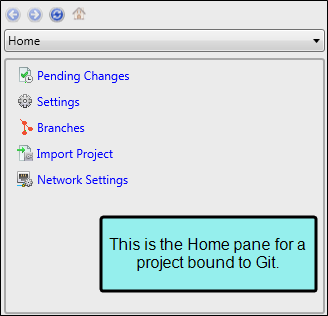 Home
Pending Changes
Settings
Branches
Import Project
Network Settings
This is the Home pane for a
project bound to Git.